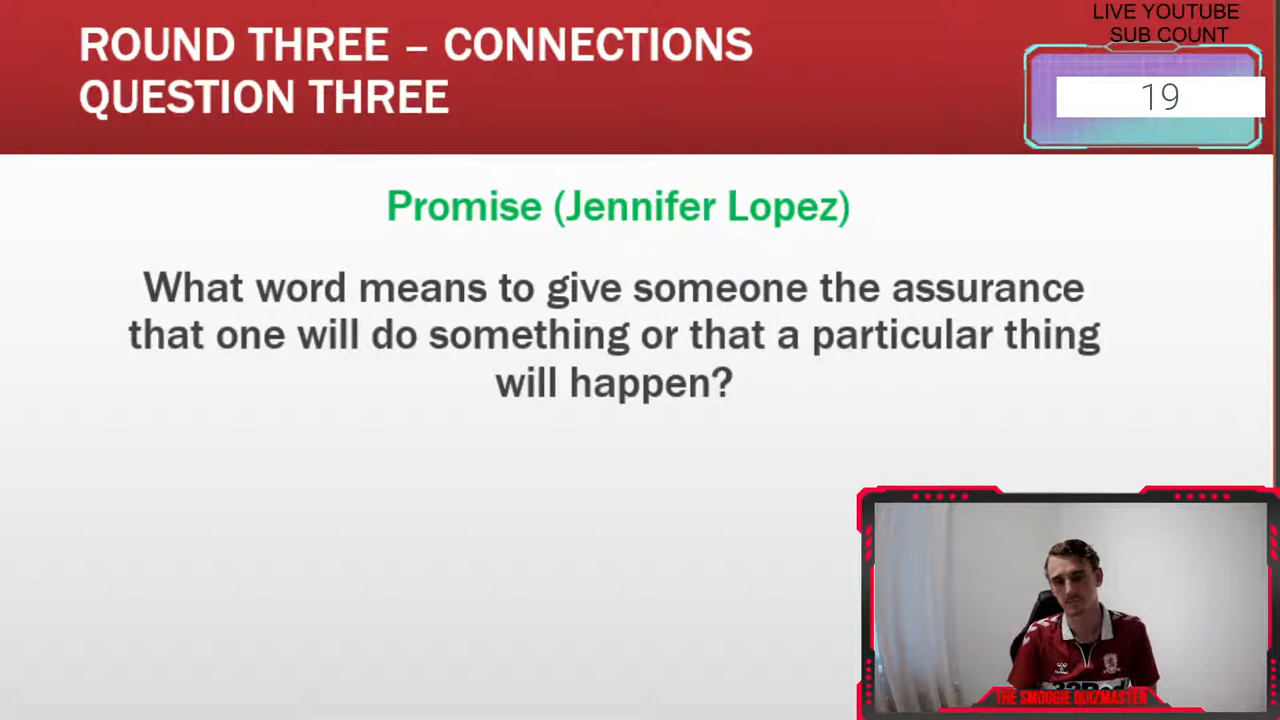 ROUND THREE – CONNECTIONS
QUESTION THREE
LIVE YOUTUBE
SUB COUNT
19
Promise (Jennifer Lopez)
What word means to give someone the assurance
that one will do something or that a particular thing
will happen?
THE SMOGGIE QUIZMASTER